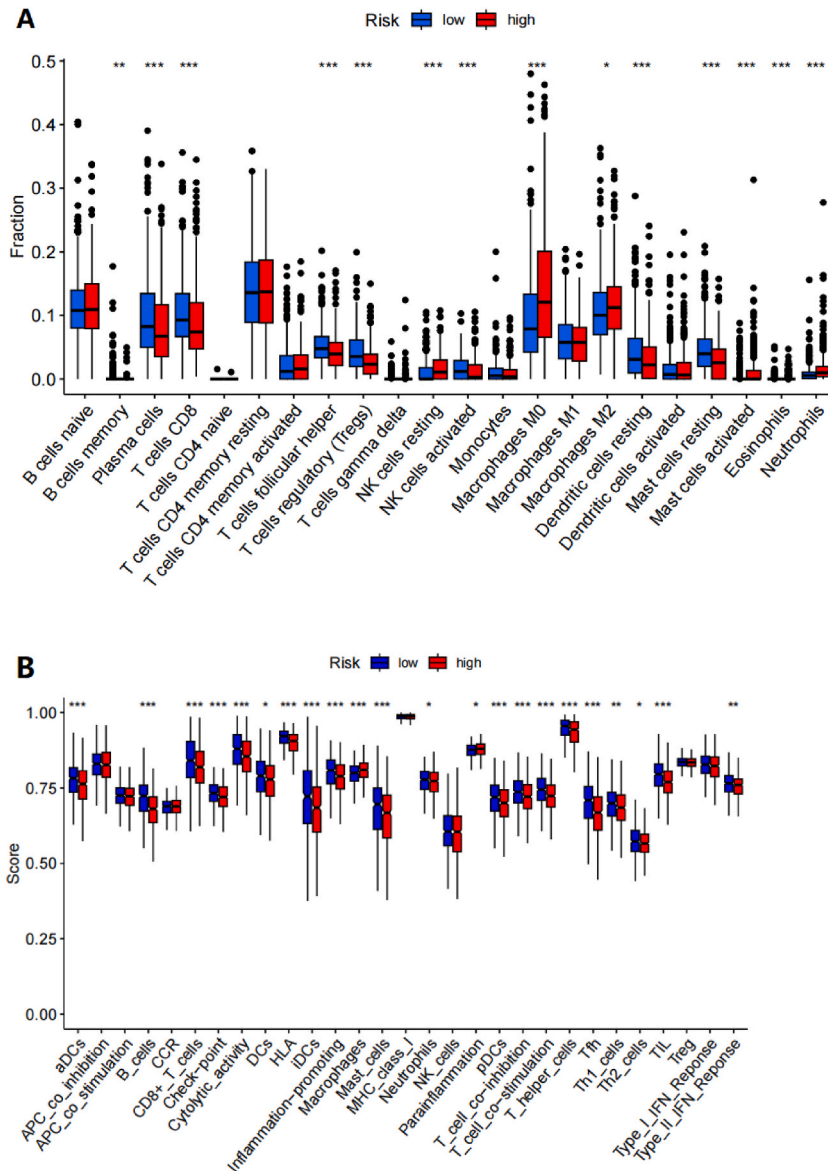 A
Risk low high
** *** *** *** *** *** *** *** * *** *** *** *** ***
0.5
0.4
0.3
0.2
0.1
0.0
Fraction
B cells naive
B cells memory
Plasma cells
T cells CD8
T cells CD4 naive
T cells CD4 memory resting
T cells CD4 memory activated
T cells follicular helper
T cells regulatory (Tregs)
T cells gamma delta
NK cells resting
NK cells activated
Monocytes
Macrophages M0
Macrophages M1
Macrophages M2
Dendritic cells resting
Dendritic cells activated
Mast cells resting
Mast cells activated
Eosinophils
Neutrophils
B
Risk low high
*** *** *** *** *** * *** *** *** *** *** * * *** *** *** *** *** ** * *** **
1.00
0.75
0.50
0.25
0.00
Score
aDCs
APC_co_inhibition
APC_co_stimulation
B_cells
CCR
CD8+_T_cells
Check-point
Cytolytic_activity
DCs
HLA
iDCs
Inflammation-promoting
Macrophages
Mast_cells
MHC_class_I
Neutrophils
NK_cells
Parainflammation
pDCs
T_cell_co-inhibition
T_cell_co-stimulation
T_helper_cells
Tfh
Th1_cells
Th2_cells
TIL
Treg
Type_I_IFN_Reponse
Type_II_IFN_Reponse